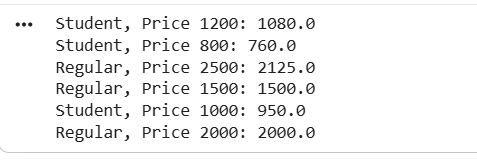 Student, Price 1200: 1080.0
Student, Price 800: 760.0
Regular, Price 2500: 2125.0
Regular, Price 1500: 1500.0
Student, Price 1000: 950.0
Regular, Price 2000: 2000.0